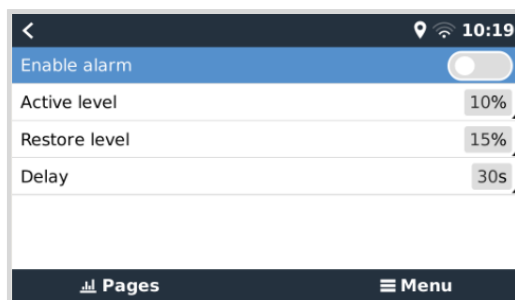 10:19
Enable alarm
Active level 10%
Restore level 15%
Delay 30s
Pages Menu